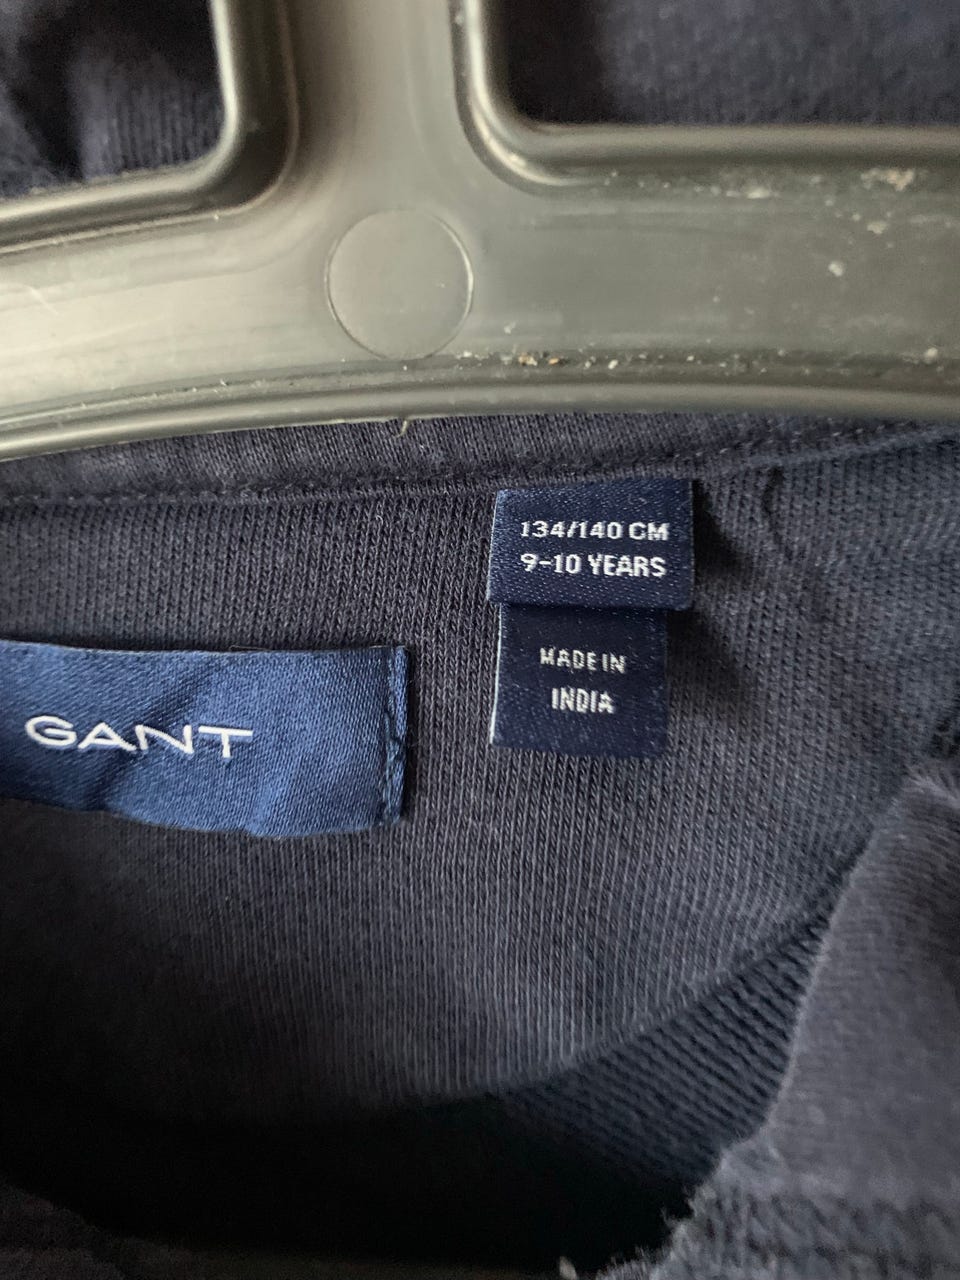 134/140 CM
9-10 YEARS
MADE IN
INDIA
GANT